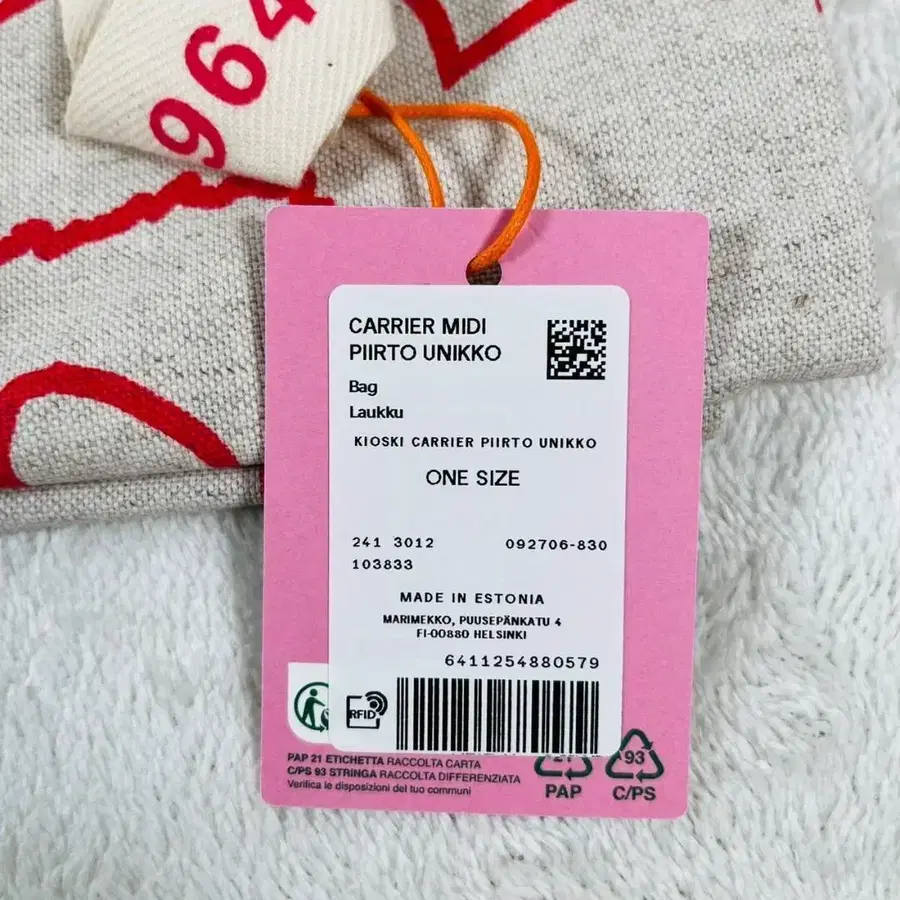 964
CARRIER MIDI
PIIRTO UNIKKO
Bag
Laukku
KIOSKI CARRIER PIIRTO UNIKKO
ONE SIZE
241 3012
092706-830
103833
MADE IN ESTONIA
MARIMEKKO, PUUSEPÄNKATU 4
FI-00880 HELSINKI
6411254880579
RFID
PAP 21 ETICHETTA RACCOLTA CARTA
C/PS 93 STRINGA RACCOLTA DIFFERENZIATA
Verifica le disposizioni del tuo communi
PAP
93
C/PS